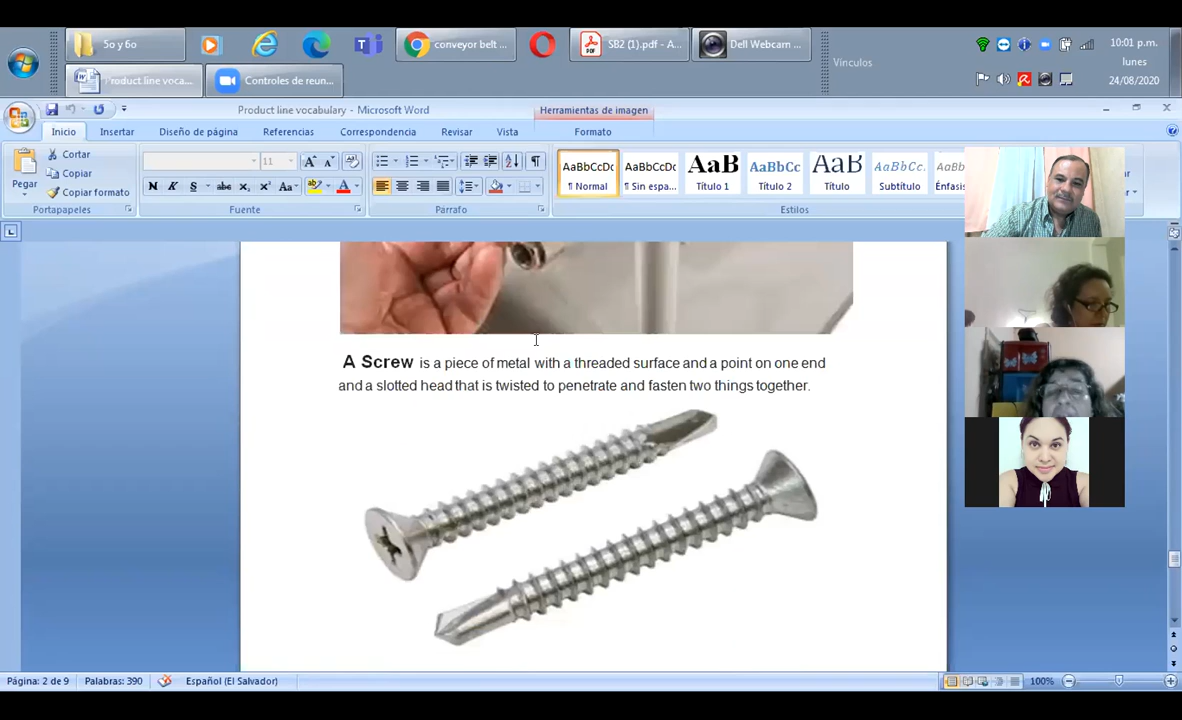 5o y 6o
conveyor belt ...
SB2 (1).pdf - A...
Dell Webcam ...
Vínculos
10:01 p.m.
lunes
24/08/2020
Product line voca...
Controles de reun...
Product line vocabulary - Microsoft Word
Herramientas de imagen
Inicio
Insertar
Diseño de página
Referencias
Correspondencia
Revisar
Vista
Formato
Pegar
Cortar
Copiar
Copiar formato
Portapapeles
11
N K S abc x₂ x² Aa
Fuente
Párrafo
AaBbCcDc
¶ Normal
AaBbCcDc
¶ Sin espa...
AaB
Título 1
AaBbCc
Título 2
AaBbC
Título
AaBbCc.
Subtítulo
Énfasis
Estilos
A Screw is a piece of metal with a threaded surface and a point on one end
and a slotted head that is twisted to penetrate and fasten two things together.
Página: 2 de 9
Palabras: 390
Español (El Salvador)
100%